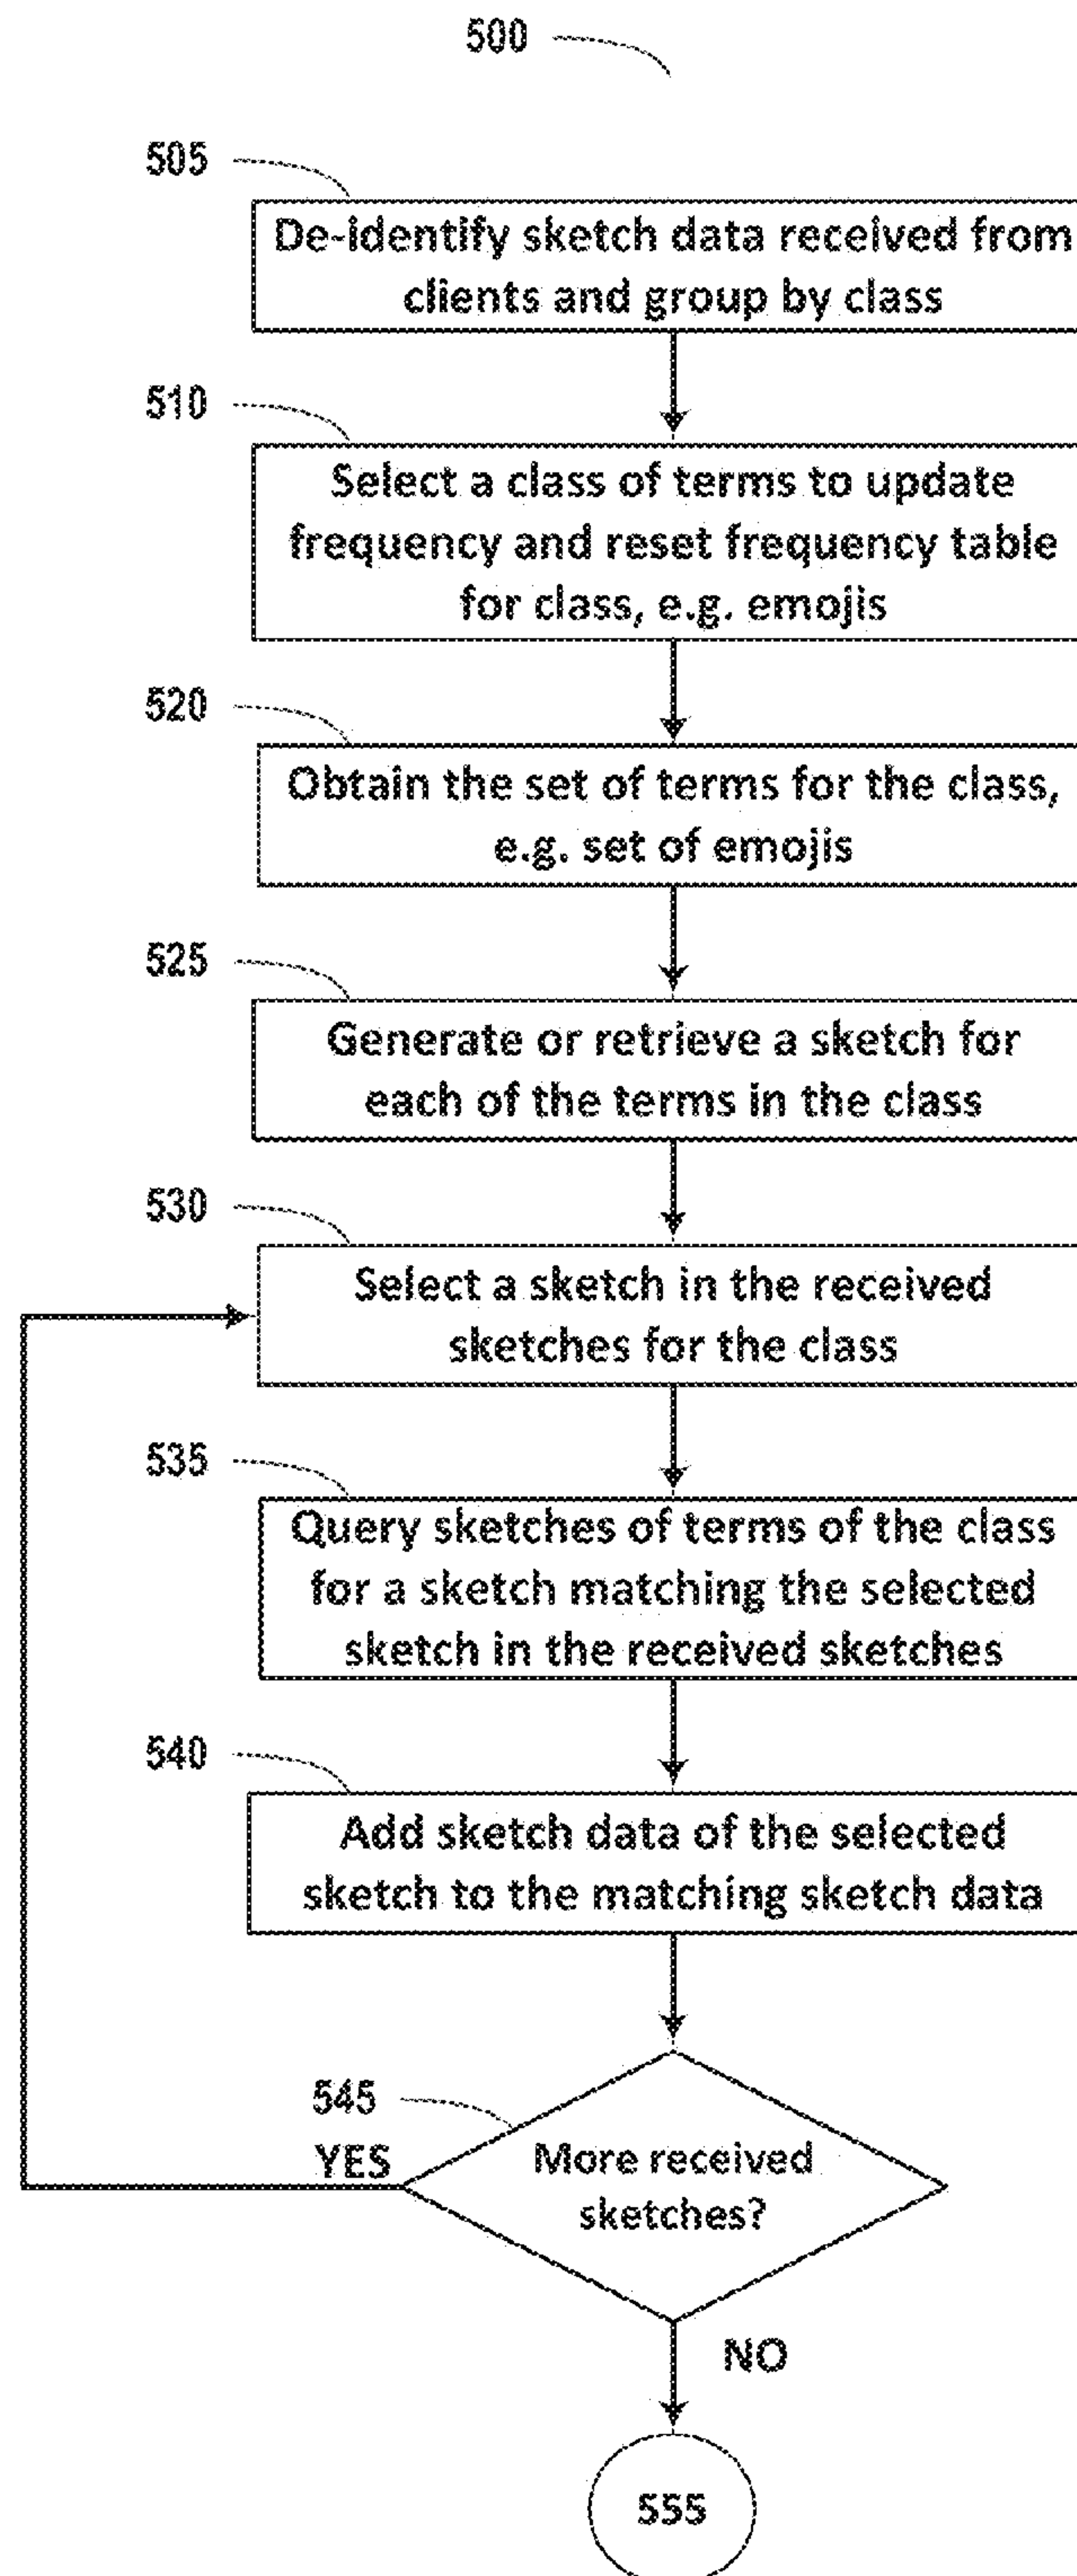 500
505
De-identify sketch data received from
clients and group by class
510
Select a class of terms to update
frequency and reset frequency table
for class, e.g. emojis
520
Obtain the set of terms for the class,
e.g. set of emojis
525
Generate or retrieve a sketch for
each of the terms in the class
530
Select a sketch in the received
sketches for the class
535
Query sketches of terms of the class
for a sketch matching the selected
sketch in the received sketches
540
Add sketch data of the selected
sketch to the matching sketch data
545
YES
More received
sketches?
NO
555